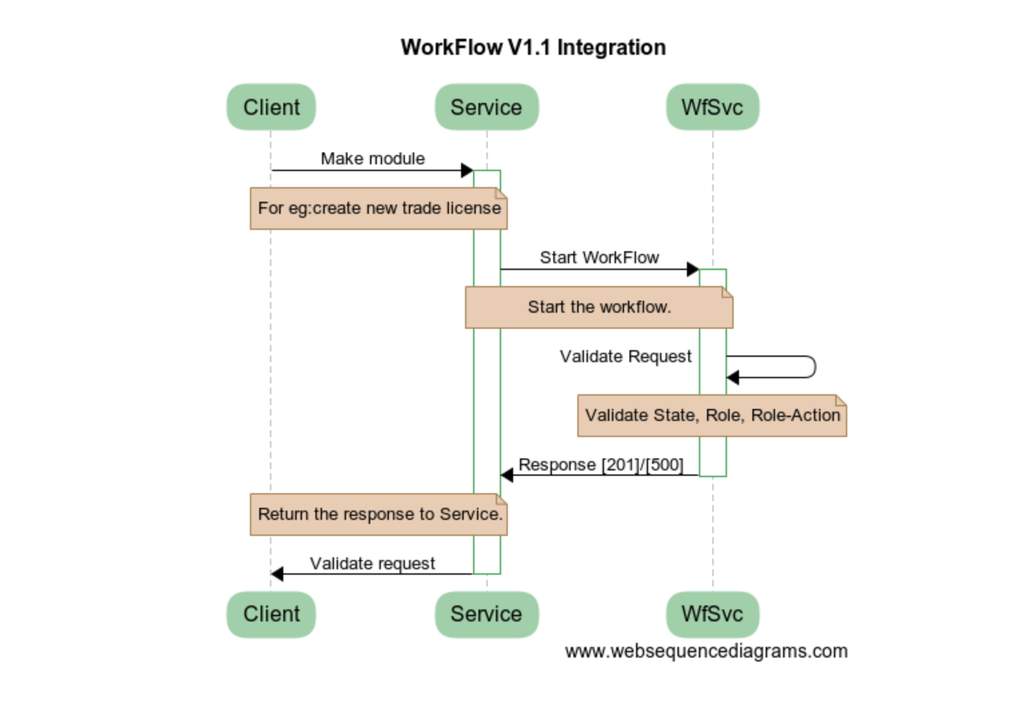 WorkFlow V1.1 Integration
Client
Service
WfSvc
Make module
For eg:create new trade license
Start WorkFlow
Start the workflow.
Validate Request
Validate State, Role, Role-Action
Response [201]/[500]
Return the response to Service.
Validate request
Client
Service
WfSvc
www.websequencediagrams.com